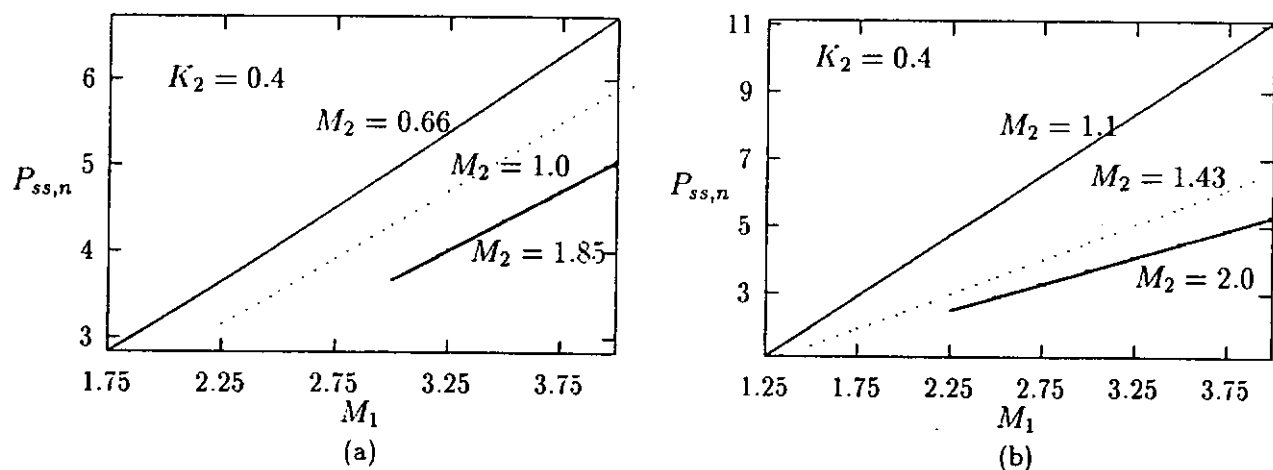 6
5
4
3
P_{ss,n}
K_2 = 0.4
M_2 = 0.66
M_2 = 1.0
M_2 = 1.85
1.75 2.25 2.75 3.25 3.75
M_1
(a)
11
9
7
5
3
P_{ss,n}
K_2 = 0.4
M_2 = 1.1
M_2 = 1.43
M_2 = 2.0
1.25 1.75 2.25 2.75 3.25 3.75
M_1
(b)